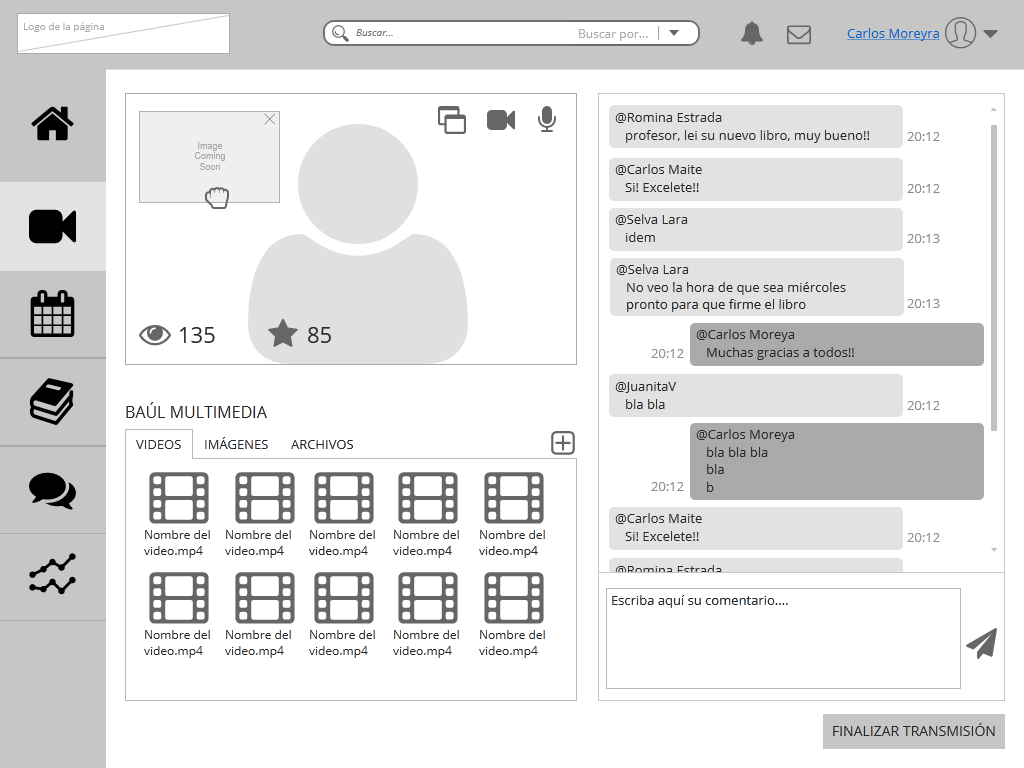 Logo de la página
Buscar...
Buscar por...
Carlos Moreyra
Image
Coming
Soon
135
85
BAÚL MULTIMEDIA
VIDEOS
IMÁGENES
ARCHIVOS
Nombre del
video.mp4
Nombre del
video.mp4
Nombre del
video.mp4
Nombre del
video.mp4
Nombre del
video.mp4
Nombre del
video.mp4
Nombre del
video.mp4
Nombre del
video.mp4
Nombre del
video.mp4
Nombre del
video.mp4
@Romina Estrada
profesor, lei su nuevo libro, muy bueno!!
20:12
@Carlos Maite
Si! Excelete!!
20:12
@Selva Lara
idem
20:13
@Selva Lara
No veo la hora de que sea miércoles
pronto para que firme el libro
20:13
@Carlos Moreya
Muchas gracias a todos!!
20:12
@JuanitaV
bla bla
20:12
@Carlos Moreya
bla bla bla
bla
b
20:12
@Carlos Maite
Si! Excelete!!
20:12
@Romina Estrada
Escriba aquí su comentario....
FINALIZAR TRANSMISIÓN